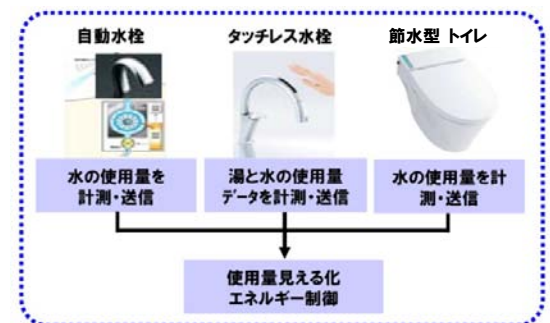 自動水栓
タッチレス水栓
節水型 トイレ
水の使用量を
計測・送信
湯と水の使用量
データを計測・送信
水の使用量を計
測・送信
使用量見える化
エネルギー制御